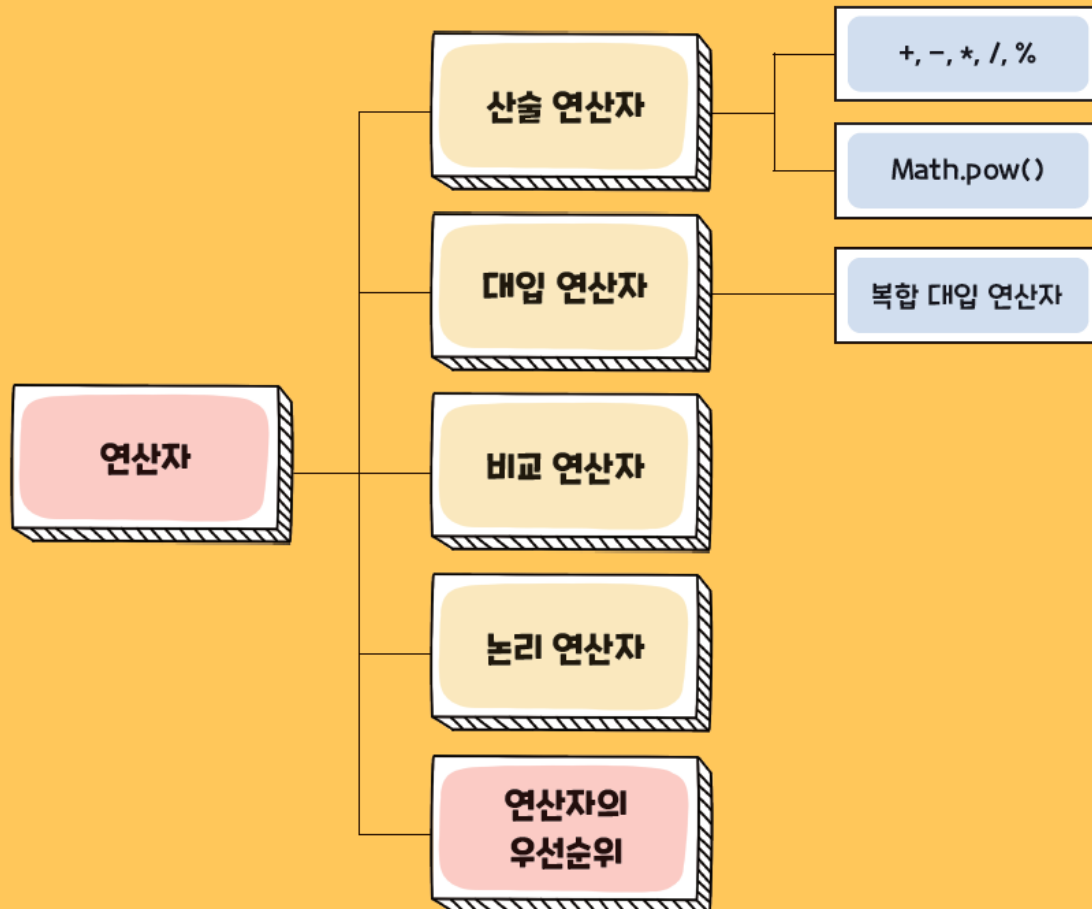 연산자
산술 연산자
+, -, *, /, %
Math.pow()
대입 연산자
복합 대입 연산자
비교 연산자
논리 연산자
연산자의
우선순위